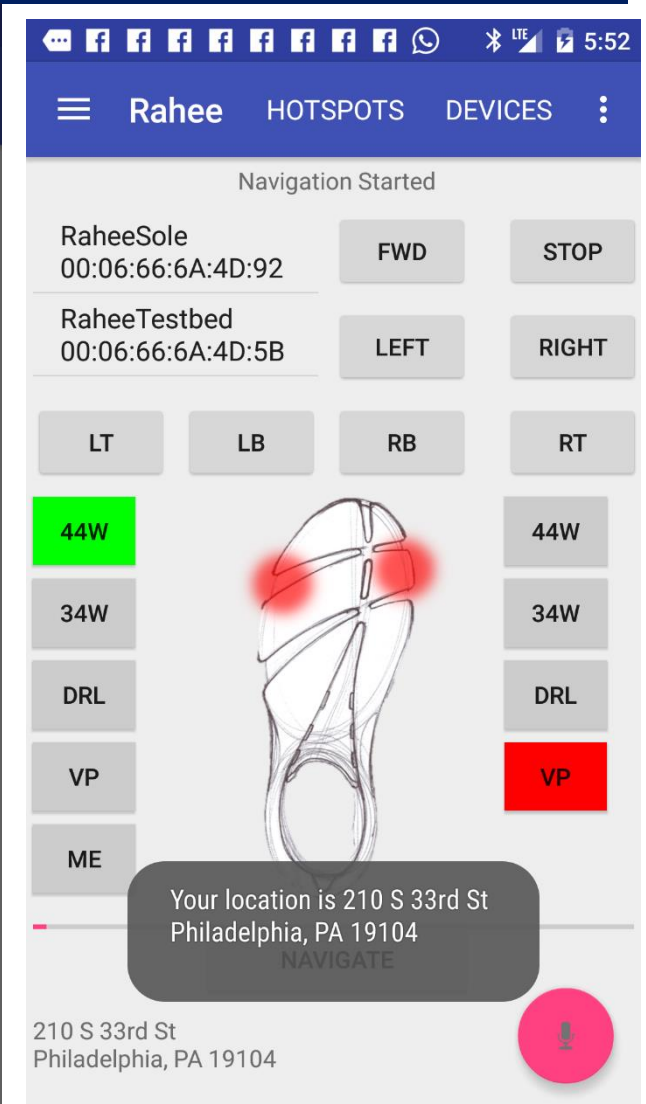 LTE 5:52
Rahee HOTSPOTS DEVICES
Navigation Started
RaheeSole
00:06:66:6A:4D:92
FWD STOP
RaheeTestbed
00:06:66:6A:4D:5B
LEFT RIGHT
LT LB RB RT
44W 44W
34W 34W
DRL DRL
VP VP
ME
Your location is 210 S 33rd St
Philadelphia, PA 19104
NAVIGATE
210 S 33rd St
Philadelphia, PA 19104